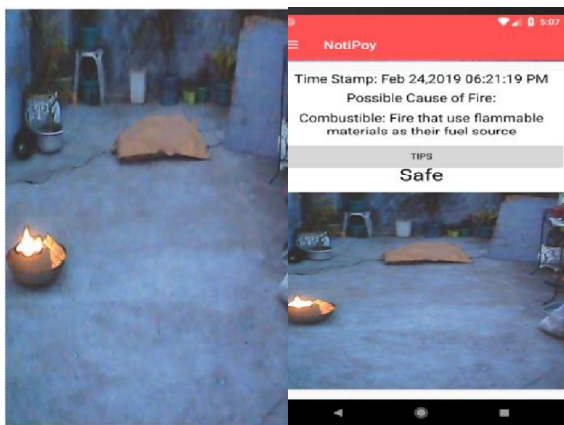 5:07
NotiPoy
Time Stamp: Feb 24,2019 06:21:19 PM
Possible Cause of Fire:
Combustible: Fire that use flammable
materials as their fuel source
TIPS
Safe